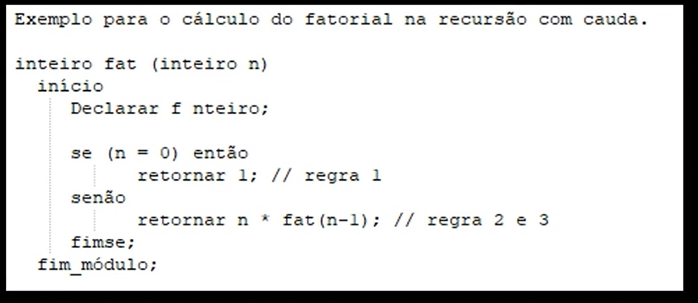 Exemplo para o cálculo do fatorial na recursão com cauda.
inteiro fat (inteiro n)
início
Declarar f nteiro;
se (n = 0) então
retornar 1; // regra 1
senão
retornar n * fat(n-1); // regra 2 e 3
fimse;
fim_módulo;